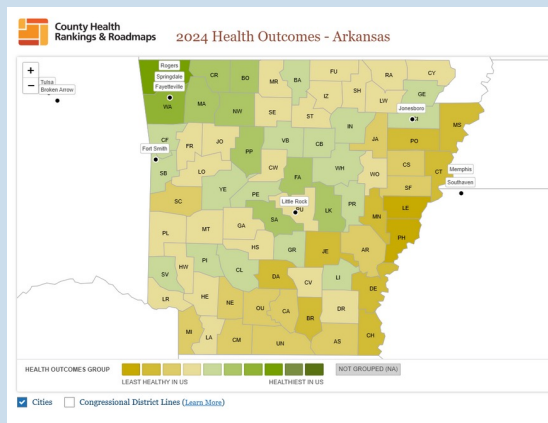 County Health
Rankings & Roadmaps
2024 Health Outcomes - Arkansas
+
−
Tulsa
Broken Arrow
Rogers
Springdale
Fayetteville
CR
BO
MR
BA
FU
RA
CY
WA
MA
NW
SE
IZ
SH
LW
GE
ST
Jonesboro
IN
MS
CF
FR
JO
VB
CB
JA
PO
Fort Smith
PP
SB
LO
CW
WH
WO
CS
CT
Memphis
FA
YE
PE
SF
Southaven
SC
Little Rock
PU
LK
PR
LE
SA
MN
PL
MT
GA
PH
HS
GR
JE
AR
HW
PI
SV
CL
DA
CV
LI
DE
LR
HE
NE
OU
CA
BR
DR
MI
LA
CM
UN
AS
CH
HEALTH OUTCOMES GROUP
NOT GROUPED (NA)
LEAST HEALTHY IN US
HEALTHIEST IN US
Cities
Congressional District Lines (Learn More)